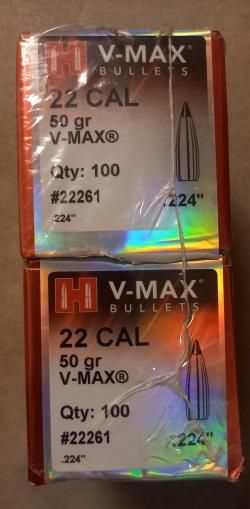 H V-MAX®
BULLETS
22 CAL
50 gr
V-MAX®
Qty: 100
#22261
.224"
.224"
H V-MAX®
BULLETS
22 CAL
50 gr
V-MAX®
Qty: 100
#22261
.224"
.224"